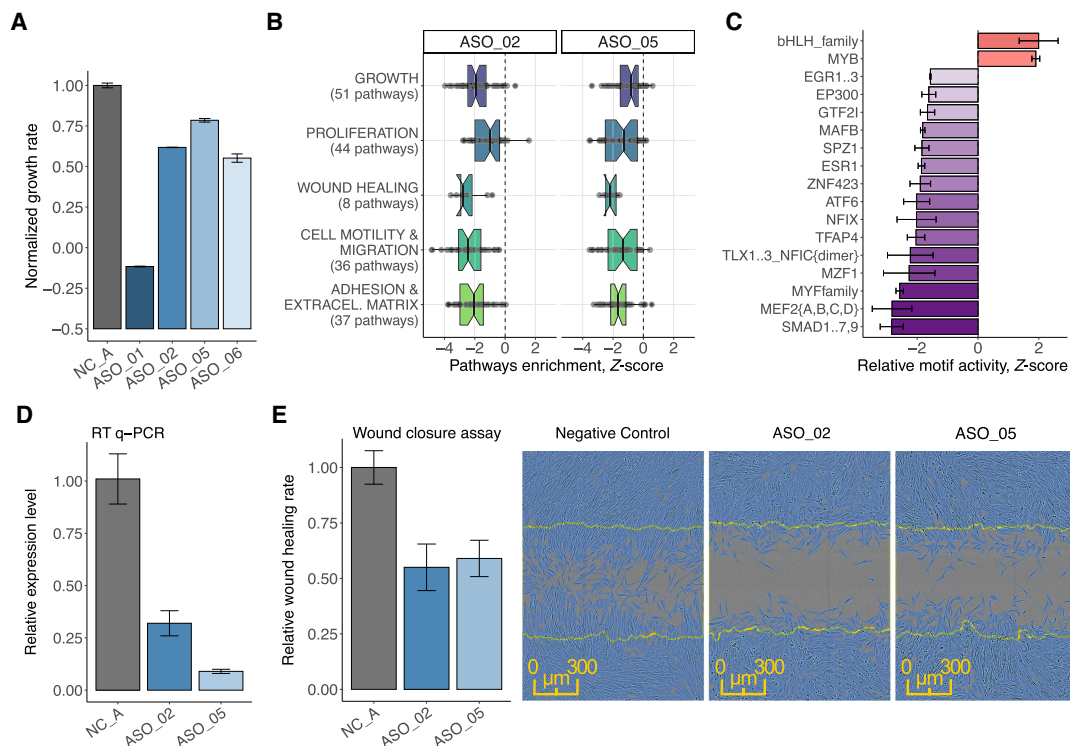 A
Normalized growth rate
1.00
0.75
0.50
0.25
0.00
−0.25
−0.5
NC_A
ASO_01
ASO_02
ASO_05
ASO_06
B
ASO_02
ASO_05
GROWTH
(51 pathways)
PROLIFERATION
(44 pathways)
WOUND HEALING
(8 pathways)
CELL MOTILITY &
MIGRATION
(36 pathways)
ADHESION &
EXTRACEL. MATRIX
(37 pathways)
−4
−2
0
2
−4
−2
0
2
Pathways enrichment, Z-score
C
bHLH_family
MYB
EGR1..3
EP300
GTF2I
MAFB
SPZ1
ESR1
ZNF423
ATF6
NFIX
TFAP4
TLX1..3_NFIC{dimer}
MZF1
MYFfamily
MEF2{A,B,C,D}
SMAD1..7,9
−2
0
2
Relative motif activity, Z-score
D
RT q−PCR
Relative expression level
1.00
0.75
0.50
0.25
0.00
NC_A
ASO_02
ASO_05
E
Wound closure assay
Relative wound healing rate
1.00
0.75
0.50
0.25
0.00
NC_A
ASO_02
ASO_05
Negative Control
0 300
µm
ASO_02
0 300
µm
ASO_05
0 300
µm